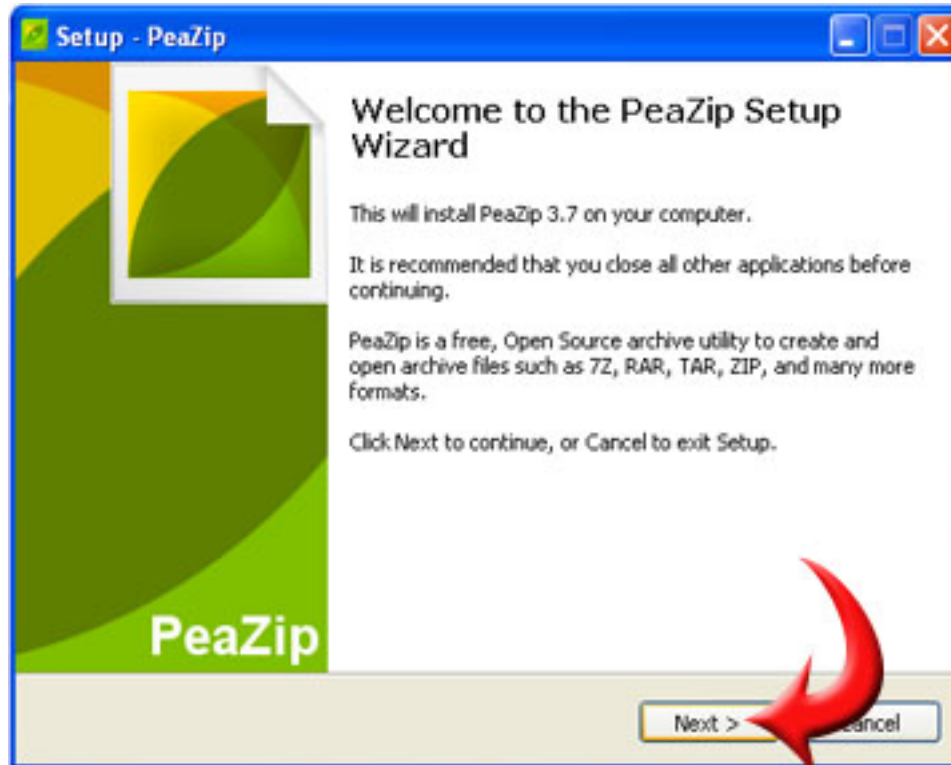 Setup - PeaZip
Welcome to the PeaZip Setup
Wizard
This will install PeaZip 3.7 on your computer.
It is recommended that you close all other applications before
continuing.
PeaZip is a free, Open Source archive utility to create and
open archive files such as 7Z, RAR, TAR, ZIP, and many more
formats.
Click Next to continue, or Cancel to exit Setup.
PeaZip
Next > Cancel